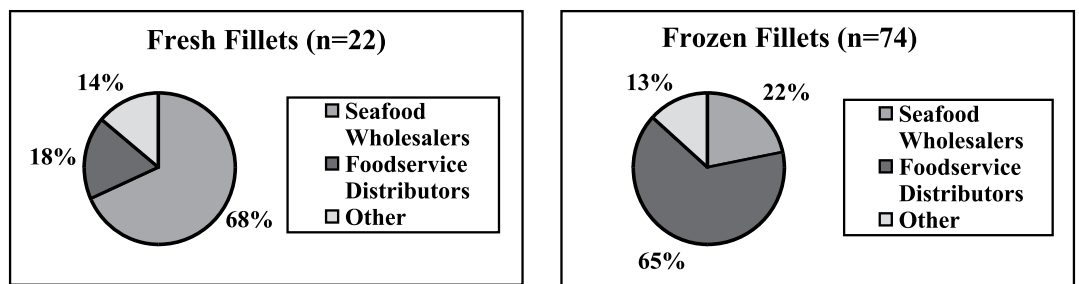 Fresh Fillets (n=22)
14%
18%
68%
Seafood
Wholesalers
Foodservice
Distributors
Other
Frozen Fillets (n=74)
13%
22%
65%
Seafood
Wholesalers
Foodservice
Distributors
Other